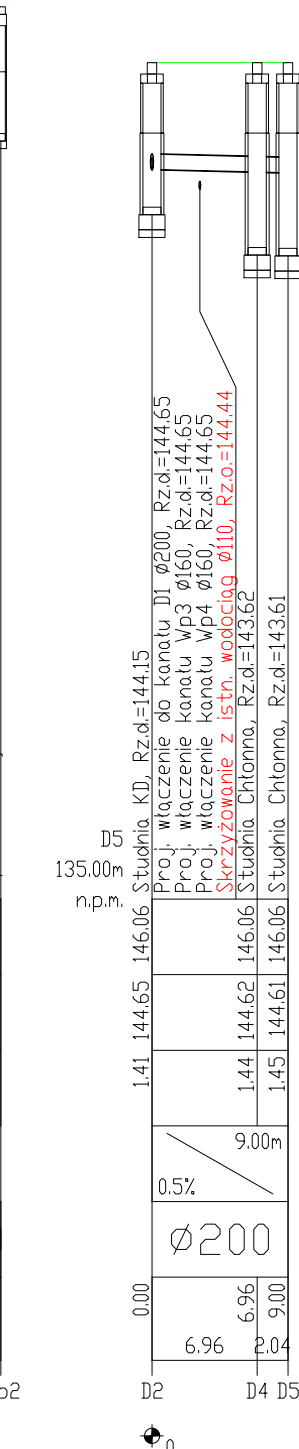 Studnia KD, Rz.d.=144.15
Proj. włączenie do kanału D1 ø200, Rz.d.=144.65
Proj. włączenie kanału Wp3 ø160, Rz.d.=144.65
Proj. włączenie kanału Wp4 ø160, Rz.d.=144.65
Skrzyżowanie z istn. wodociąg ø110, Rz.o.=144.44
Studnia Chłonna, Rz.d.=143.62
Studnia Chłonna, Rz.d.=143.61
D5
135.00m
n.p.m.
146.06 146.06 146.06
144.65 144.62 144.61
1.41 1.44 1.45
9.00m
0.5%
ø200
0.00 6.96 9.00
6.96 2.04
D2 D4 D5
0